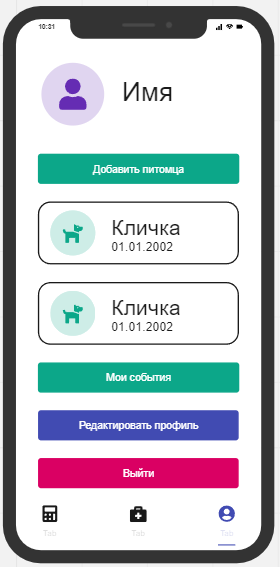 10:31
Имя
Добавить питомца
Кличка
01.01.2002
Кличка
01.01.2002
Мои события
Редактировать профиль
Выйти
Tab
Tab
Tab